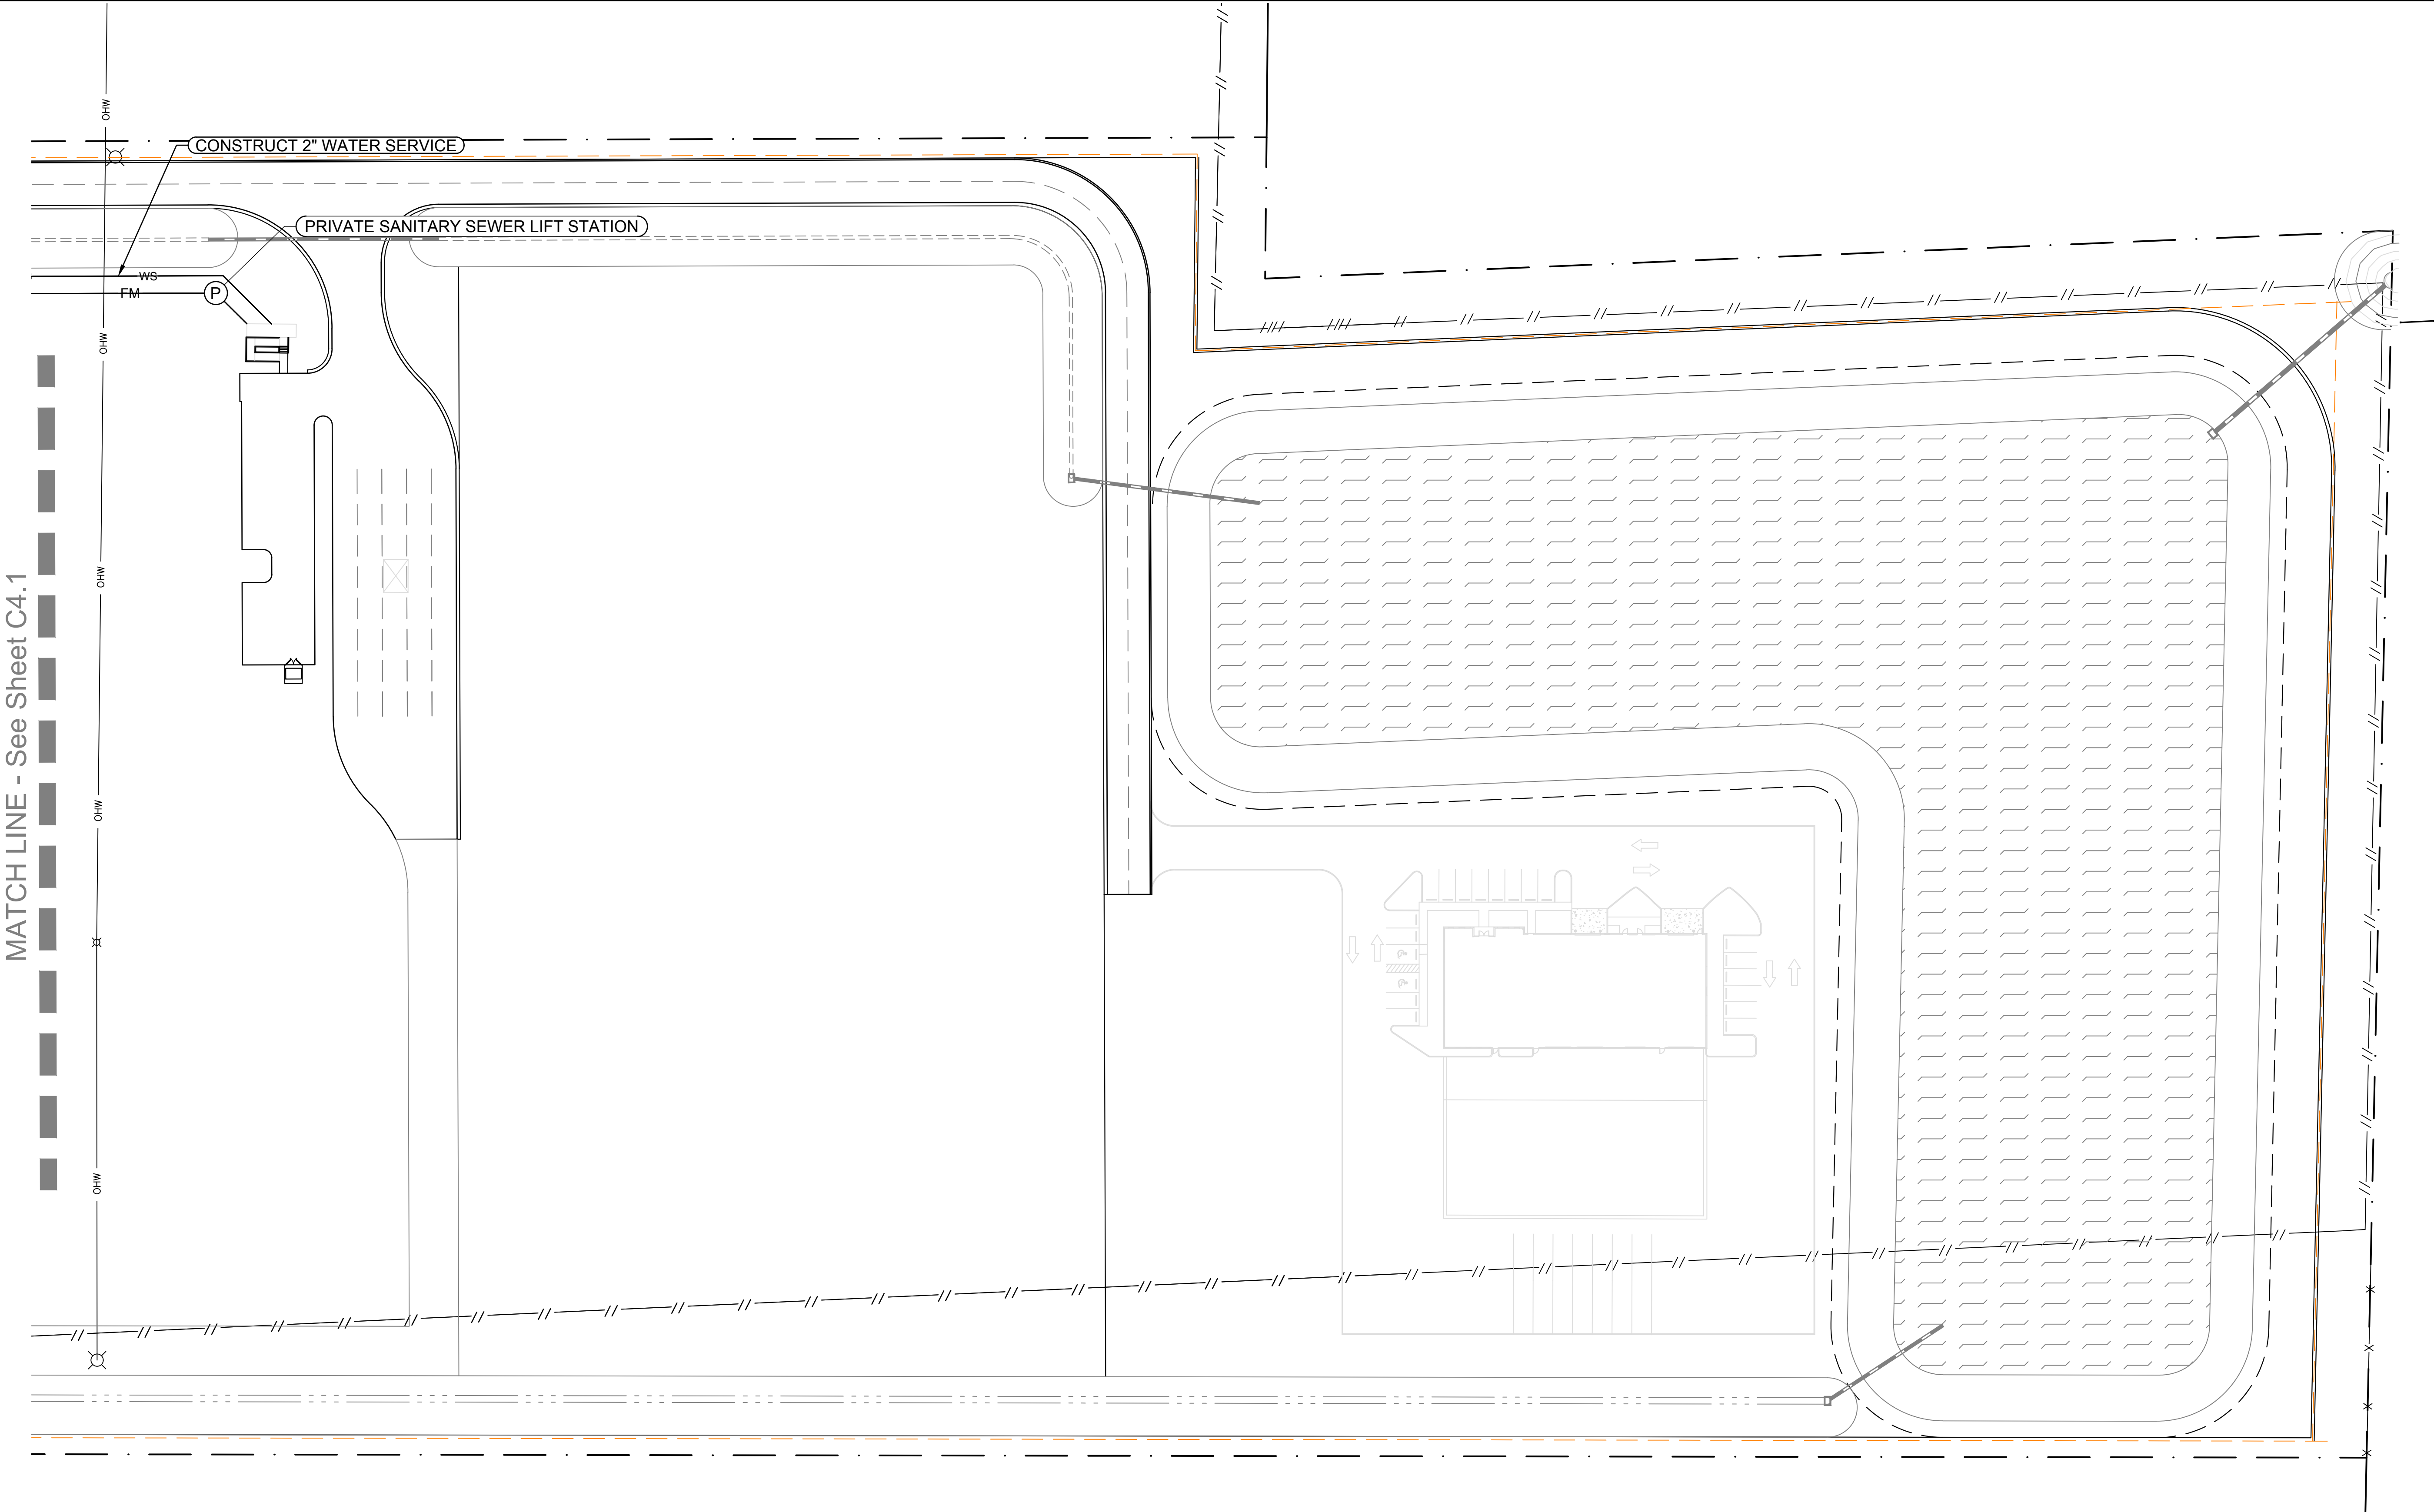 OHW
CONSTRUCT 2" WATER SERVICE
PRIVATE SANITARY SEWER LIFT STATION
WS
FM
P
OHW
OHW
MATCH LINE - See Sheet C4.1
OHW
OHW